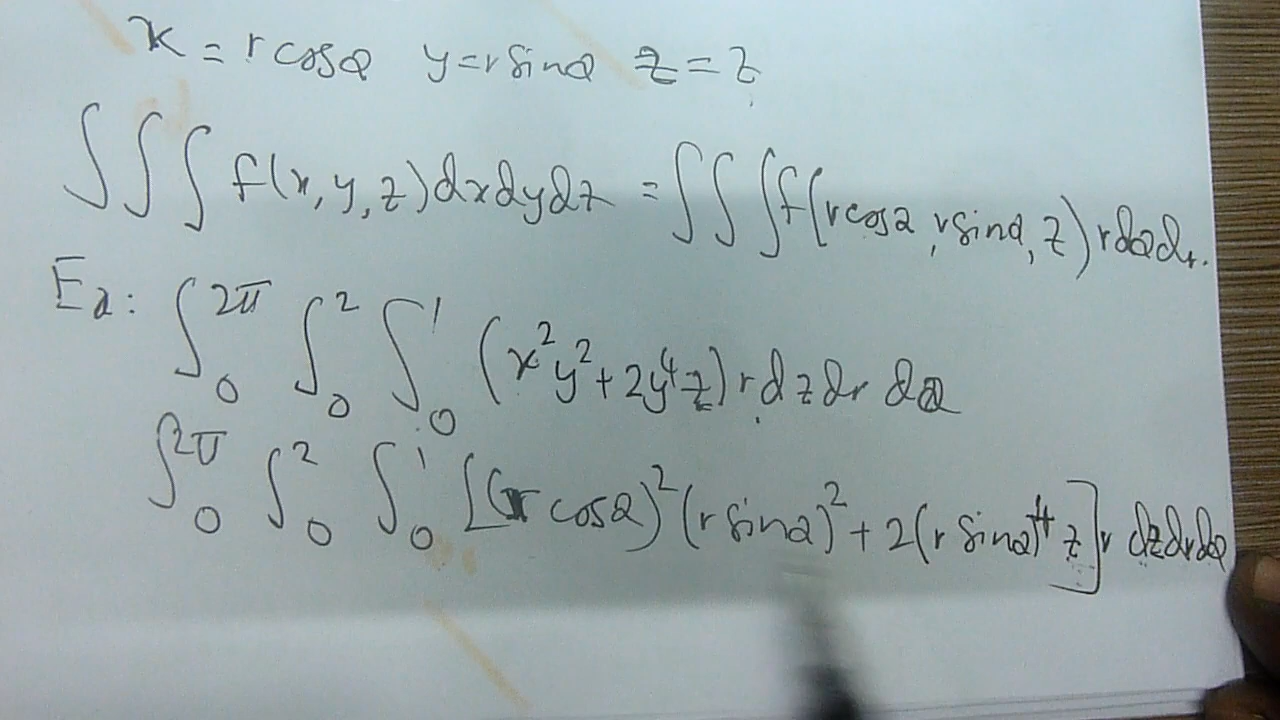 x = r cosθ y = r sinθ z = z
∫∫∫ f(x, y, z) dx dy dz = ∫∫∫ f(r cosθ, r sinθ, z) r dθ dr.
Ex: ∫₀^2π ∫₀^2 ∫₀^1 (x²y² + 2y⁴z) r dz dr dθ
∫₀^2π ∫₀^2 ∫₀^1 [(r cosθ)² (r sinθ)² + 2(r sinθ)⁴ z] r dz dr dθ